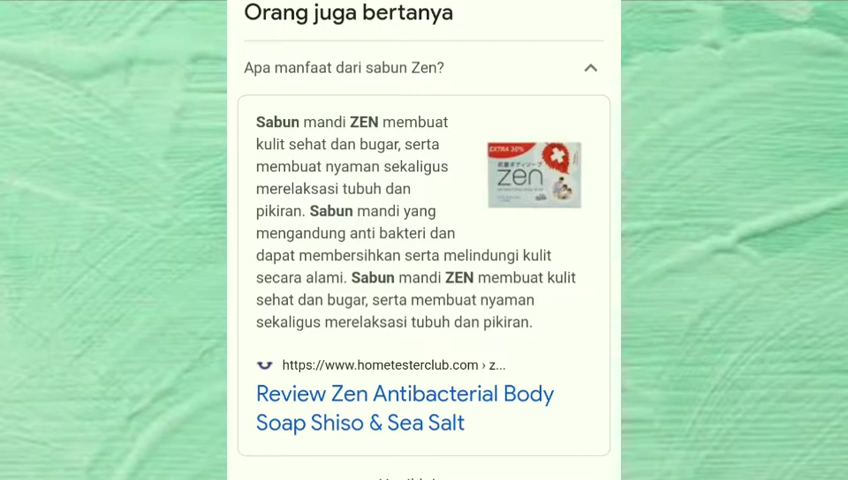 Orang juga bertanya
Apa manfaat dari sabun Zen?
Sabun mandi ZEN membuat
kulit sehat dan bugar, serta
membuat nyaman sekaligus
merelaksasi tubuh dan
pikiran. Sabun mandi yang
mengandung anti bakteri dan
dapat membersihkan serta melindungi kulit
secara alami. Sabun mandi ZEN membuat kulit
sehat dan bugar, serta membuat nyaman
sekaligus merelaksasi tubuh dan pikiran.
EXTRA 30%
zen
https://www.hometesterclub.com › z...
Review Zen Antibacterial Body
Soap Shiso & Sea Salt